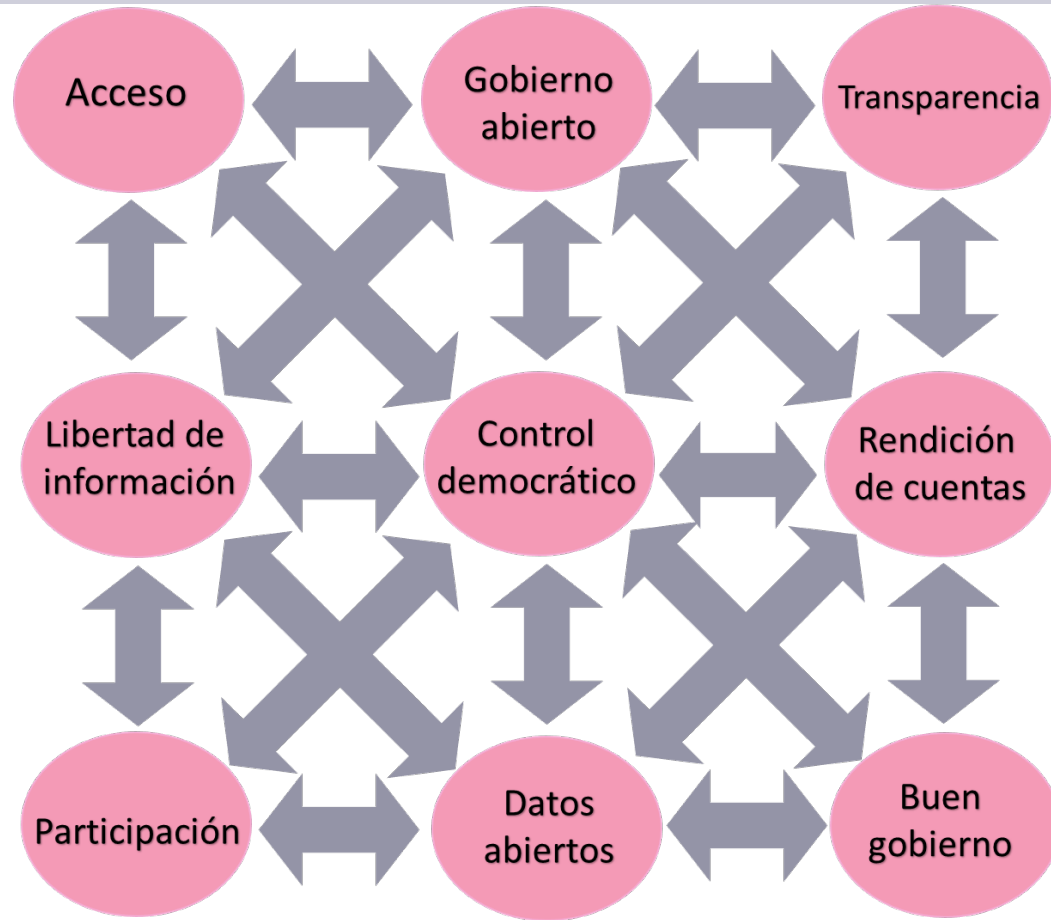 Acceso
Gobierno
abierto
Transparencia
Libertad de
información
Control
democrático
Rendición
de cuentas
Participación
Datos
abiertos
Buen
gobierno